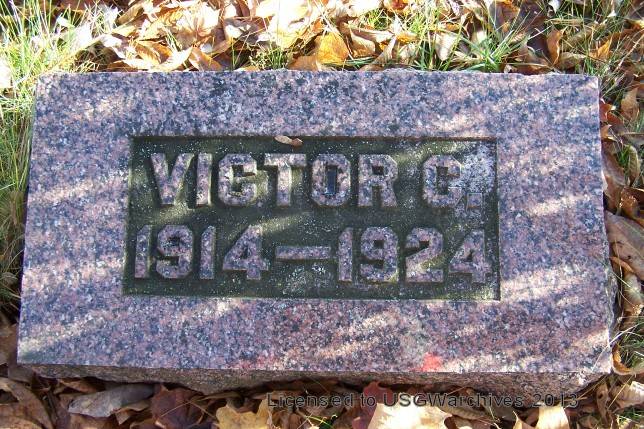 VICTOR C.
1914—1924
Licensed to USGWarchives 2013